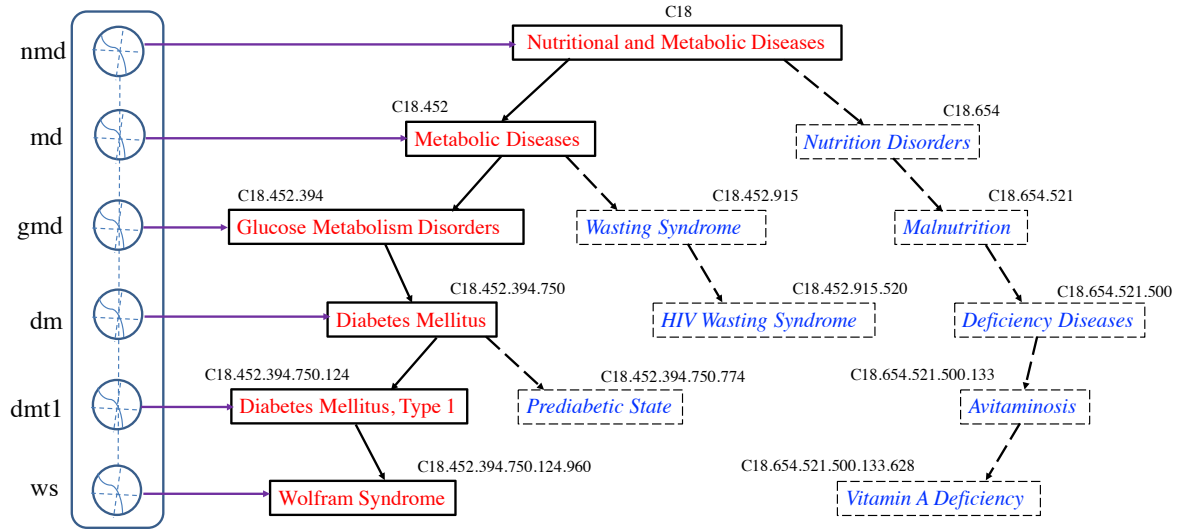 C18
nmd
Nutritional and Metabolic Diseases
C18.452
C18.654
md
Metabolic Diseases
Nutrition Disorders
C18.452.394
C18.452.915
C18.654.521
gmd
Glucose Metabolism Disorders
Wasting Syndrome
Malnutrition
C18.452.394.750
C18.452.915.520
C18.654.521.500
dm
Diabetes Mellitus
HIV Wasting Syndrome
Deficiency Diseases
C18.452.394.750.124
C18.452.394.750.774
C18.654.521.500.133
dmt1
Diabetes Mellitus, Type 1
Prediabetic State
Avitaminosis
C18.452.394.750.124.960
C18.654.521.500.133.628
ws
Wolfram Syndrome
Vitamin A Deficiency